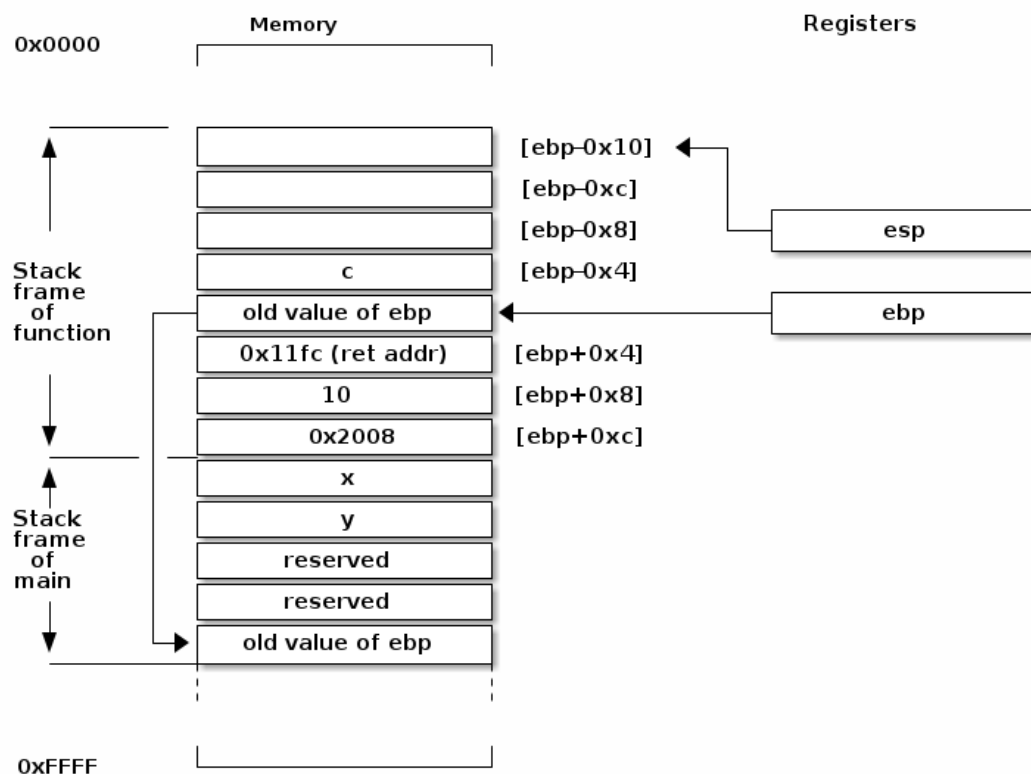 Memory
Registers
0x0000
[ebp-0x10]
[ebp-0xc]
[ebp-0x8]
esp
c
[ebp-0x4]
Stack
frame
of
function
old value of ebp
ebp
0x11fc (ret addr)
[ebp+0x4]
10
[ebp+0x8]
0x2008
[ebp+0xc]
x
y
Stack
frame
of
main
reserved
reserved
old value of ebp
0xFFFF